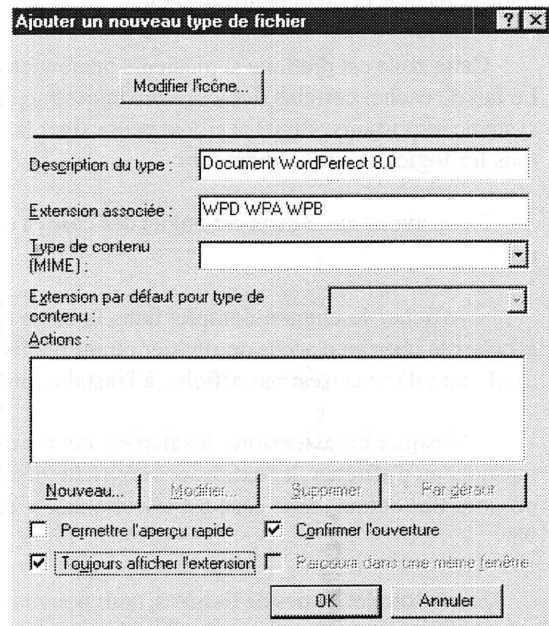 Ajouter un nouveau type de fichier
Modifier l'icône...
Description du type :
Document WordPerfect 8.0
Extension associée :
WPD WPA WPB
Type de contenu
(MIME) :
Extension par défaut pour type de
contenu :
Actions :
Nouveau...
Modifier...
Supprimer
Par défaut
Permettre l'aperçu rapide
Confirmer l'ouverture
Toujours afficher l'extension
Parcourir dans une même fenêtre
OK
Annuler